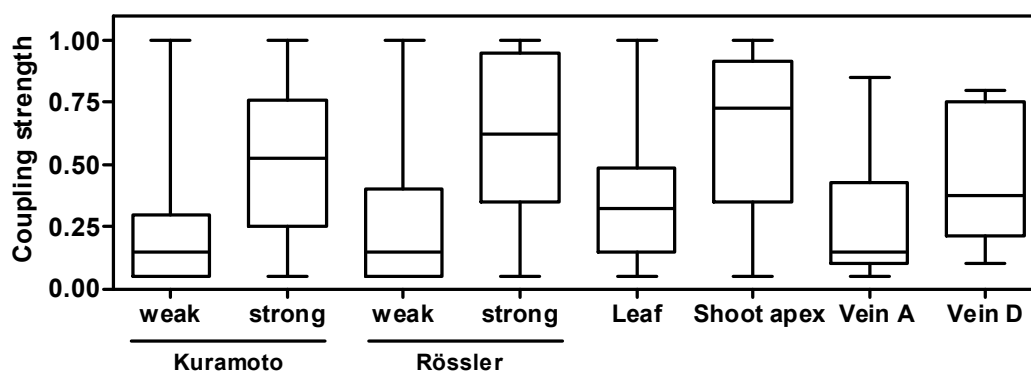 Coupling strength
1.00
0.75
0.50
0.25
0.00
weak strong weak strong Leaf Shoot apex Vein A Vein D
Kuramoto Rössler